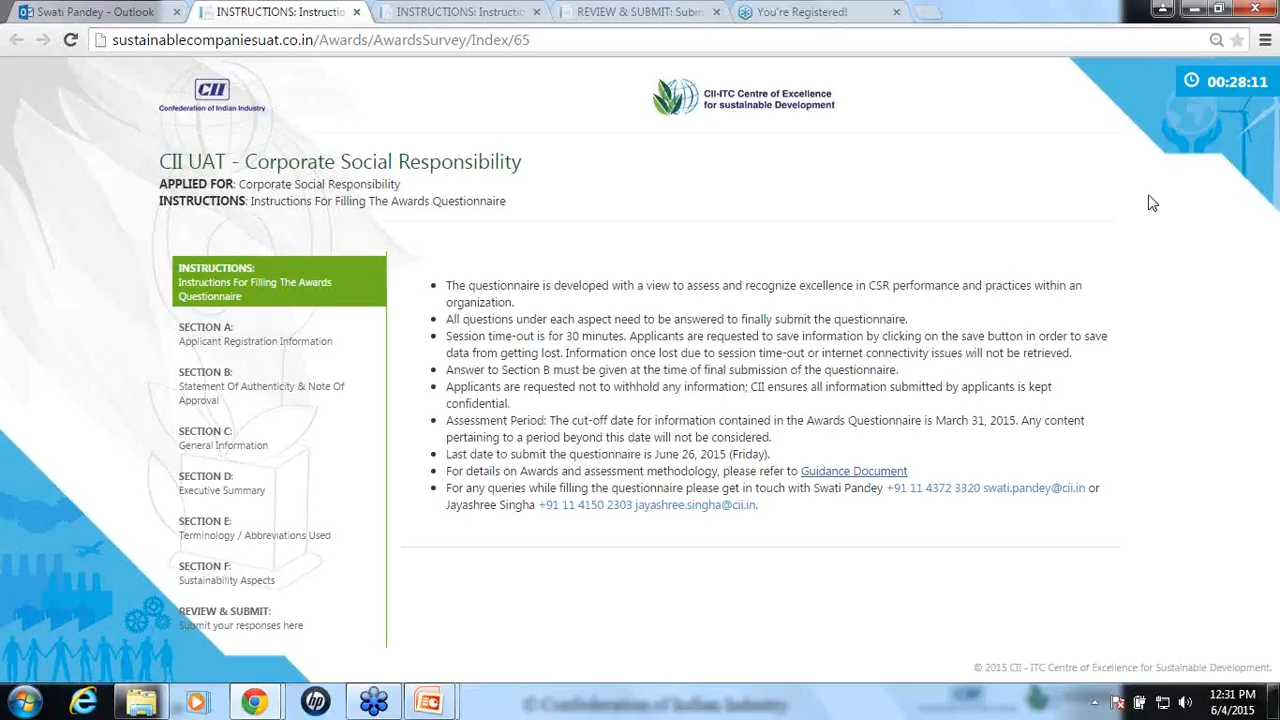 Swati Pandey - Outlook
INSTRUCTIONS: Instructio
INSTRUCTIONS: Instructio
REVIEW & SUBMIT: Subm
You're Registered!
sustainablecompaniesuat.co.in/Awards/AwardsSurvey/Index/65
CII
Confederation of Indian Industry
CII-ITC Centre of Excellence
for sustainable Development
00:28:11
CII UAT - Corporate Social Responsibility
APPLIED FOR: Corporate Social Responsibility
INSTRUCTIONS: Instructions For Filling The Awards Questionnaire
INSTRUCTIONS:
Instructions For Filling The Awards
Questionnaire
SECTION A:
Applicant Registration Information
SECTION B:
Statement Of Authenticity & Note Of
Approval
SECTION C:
General Information
SECTION D:
Executive Summary
SECTION E:
Terminology / Abbreviations Used
SECTION F:
Sustainability Aspects
REVIEW & SUBMIT:
Submit your responses here
• The questionnaire is developed with a view to assess and recognize excellence in CSR performance and practices within an
organization.
• All questions under each aspect need to be answered to finally submit the questionnaire.
• Session time-out is for 30 minutes. Applicants are requested to save information by clicking on the save button in order to save
data from getting lost. Information once lost due to session time-out or internet connectivity issues will not be retrieved.
• Answer to Section B must be given at the time of final submission of the questionnaire.
• Applicants are requested not to withhold any information; CII ensures all information submitted by applicants is kept
confidential.
• Assessment Period: The cut-off date for information contained in the Awards Questionnaire is March 31, 2015. Any content
pertaining to a period beyond this date will not be considered.
• Last date to submit the questionnaire is June 26, 2015 (Friday).
• For details on Awards and assessment methodology, please refer to Guidance Document
• For any queries while filling the questionnaire please get in touch with Swati Pandey +91 11 4372 3320 swati.pandey@cii.in or
Jayashree Singha +91 11 4150 2303 jayashree.singha@cii.in.
© 2015 CII - ITC Centre of Excellence for Sustainable Development.
© Confederation of Indian Industry
12:31 PM
6/4/2015